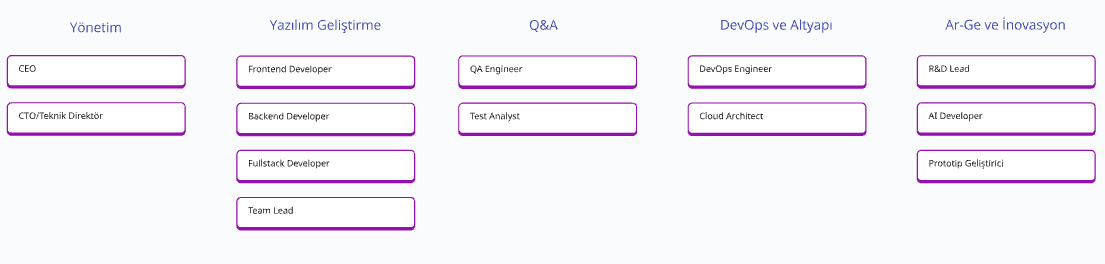 Yönetim
CEO
CTO/Teknik Direktör
Yazılım Geliştirme
Frontend Developer
Backend Developer
Fullstack Developer
Team Lead
Q&A
QA Engineer
Test Analyst
DevOps ve Altyapı
DevOps Engineer
Cloud Architect
Ar-Ge ve İnovasyon
R&D Lead
AI Developer
Prototip Geliştirici